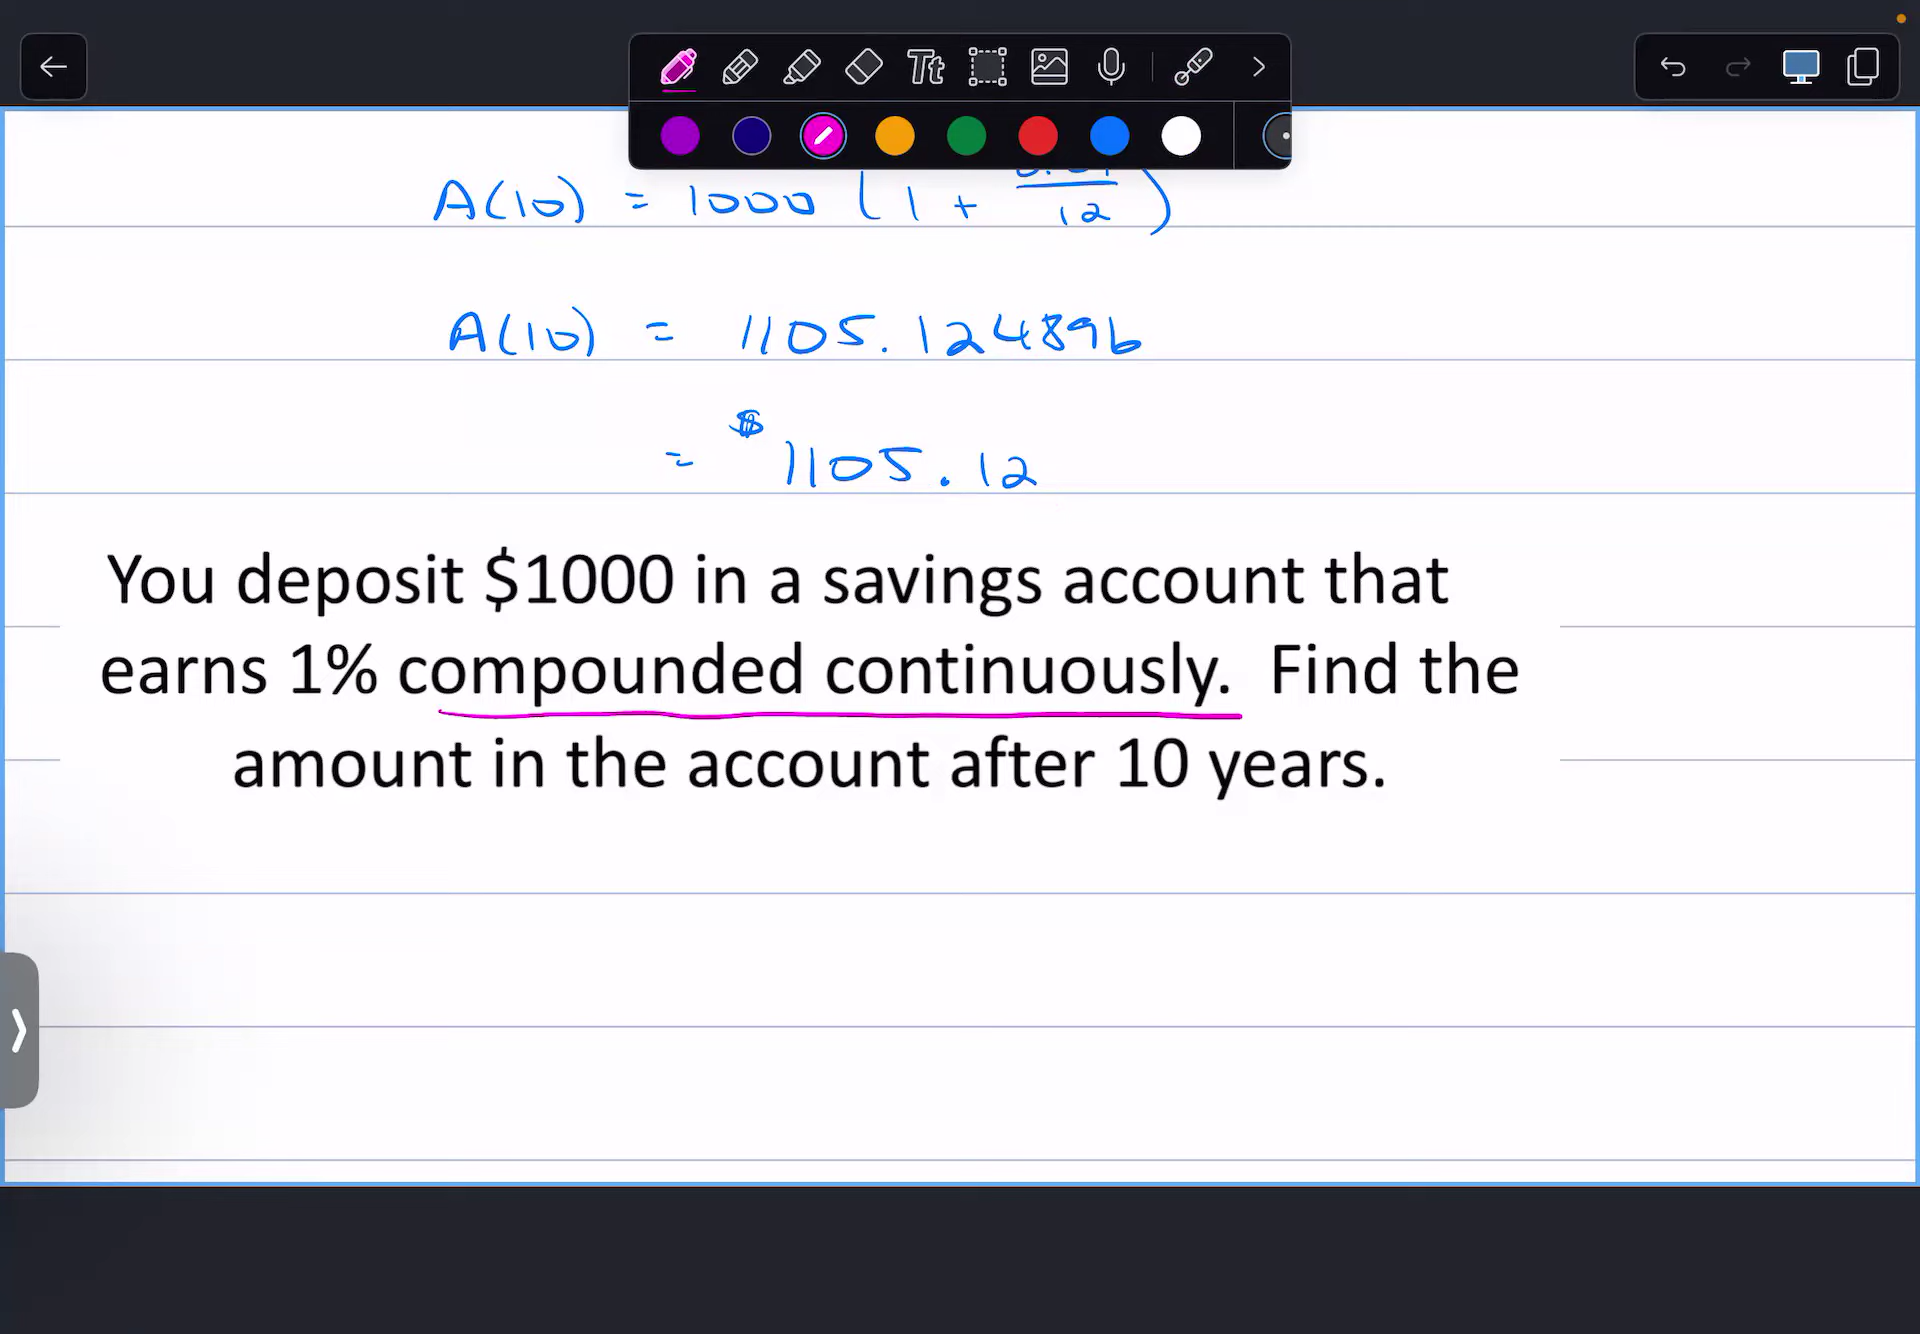 Tt
A(10) = 1000 (1 + 12)
A(10) = 1105.124896
= $1105.12
You deposit $1000 in a savings account that
earns 1% compounded continuously. Find the
amount in the account after 10 years.